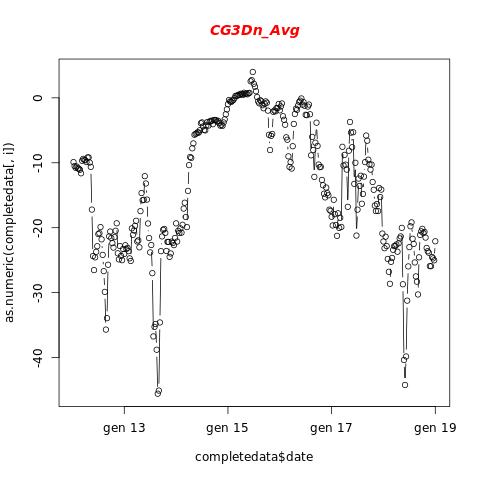 CG3Dn_Avg
as.numeric(completedata[, i])
0
-10
-20
-30
-40
gen 13
gen 15
gen 17
gen 19
completedata$date